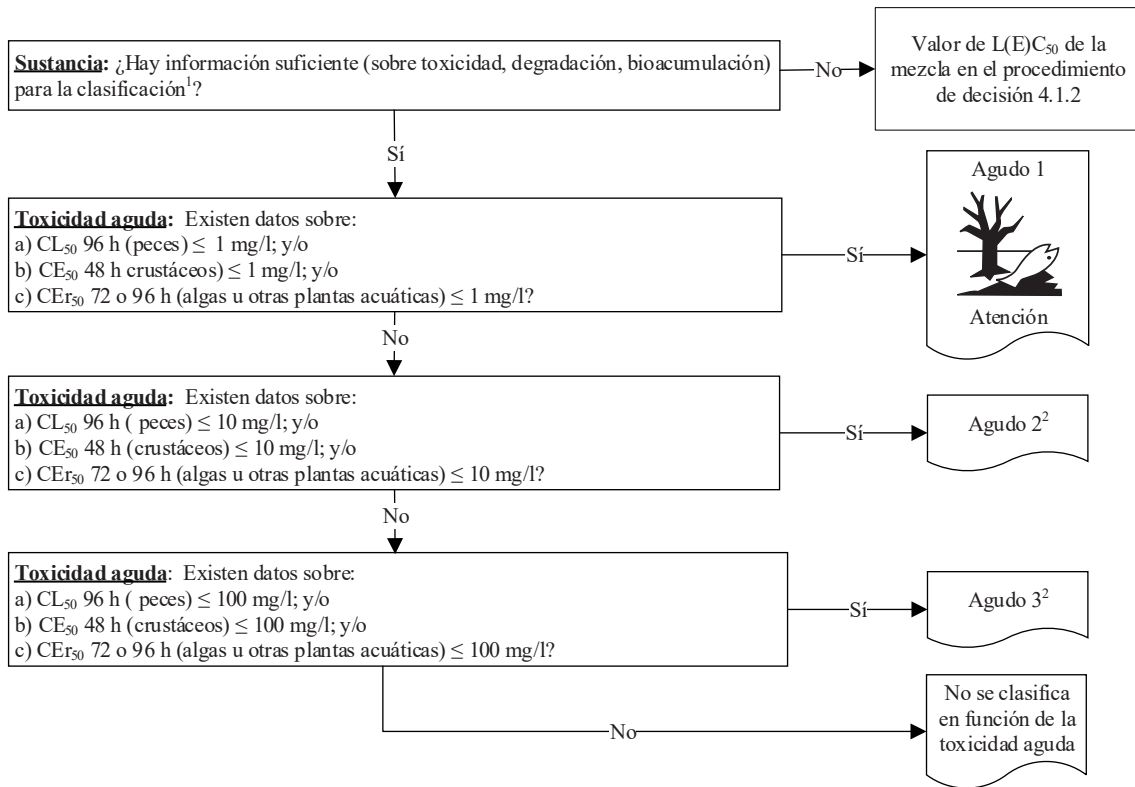 Sustancia: ¿Hay información suficiente (sobre toxicidad, degradación, bioacumulación)
para la clasificación¹?
No
Valor de L(E)C₅₀ de la
mezcla en el procedimiento
de decisión 4.1.2
Sí
Toxicidad aguda: Existen datos sobre:
a) CL₅₀ 96 h (peces) ≤ 1 mg/l; y/o
b) CE₅₀ 48 h crustáceos) ≤ 1 mg/l; y/o
c) CEr₅₀ 72 o 96 h (algas u otras plantas acuáticas) ≤ 1 mg/l?
Sí
Agudo 1
Atención
No
Toxicidad aguda: Existen datos sobre:
a) CL₅₀ 96 h ( peces) ≤ 10 mg/l; y/o
b) CE₅₀ 48 h (crustáceos) ≤ 10 mg/l; y/o
c) CEr₅₀ 72 o 96 h (algas u otras plantas acuáticas) ≤ 10 mg/l?
Sí
Agudo 2²
No
Toxicidad aguda: Existen datos sobre:
a) CL₅₀ 96 h ( peces) ≤ 100 mg/l; y/o
b) CE₅₀ 48 h (crustáceos) ≤ 100 mg/l; y/o
c) CEr₅₀ 72 o 96 h (algas u otras plantas acuáticas) ≤ 100 mg/l?
Sí
Agudo 3²
No
No se clasifica
en función de la
toxicidad aguda